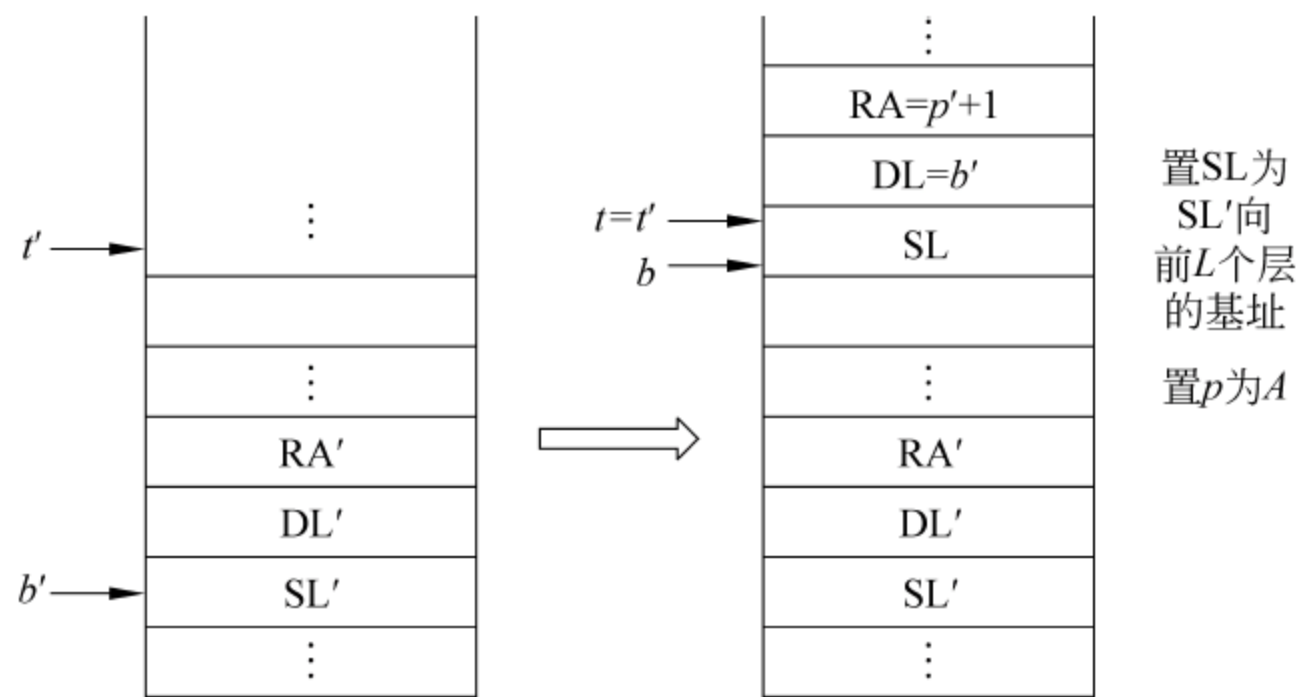 t′
⋮
⋮
RA′
DL′
b′
SL′
⋮
⋮
RA=p′+1
DL=b′
t=t′
SL
b
⋮
RA′
DL′
SL′
⋮
置SL为
SL′向
前L个层
的基址
置p为A